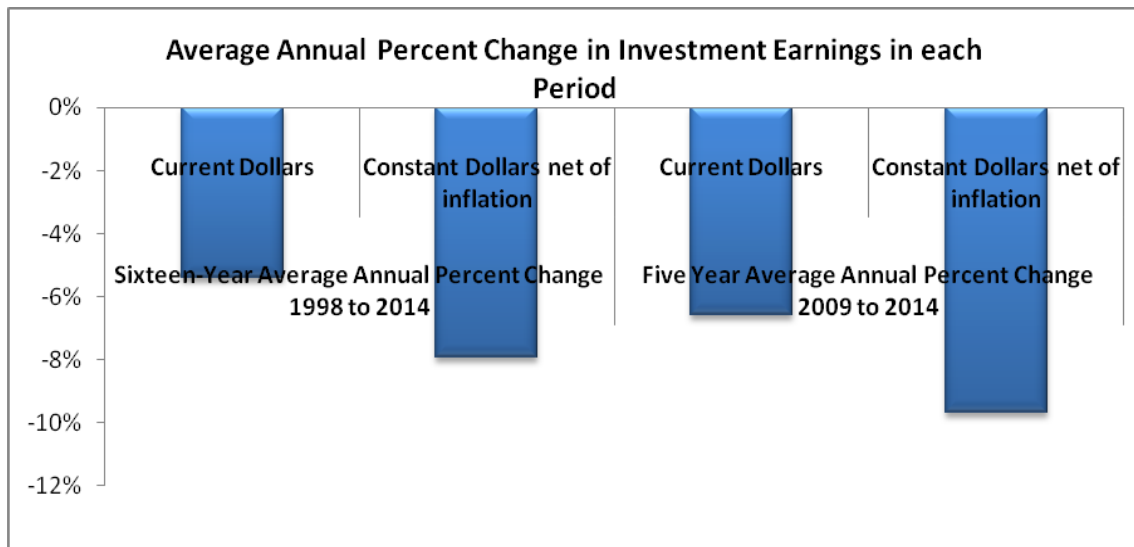 Average Annual Percent Change in Investment Earnings in each
Period
0%
-2%
-4%
-6%
-8%
-10%
-12%
Current Dollars
Constant Dollars net of
inflation
Current Dollars
Constant Dollars net of
inflation
Sixteen-Year Average Annual Percent Change
1998 to 2014
Five Year Average Annual Percent Change
2009 to 2014